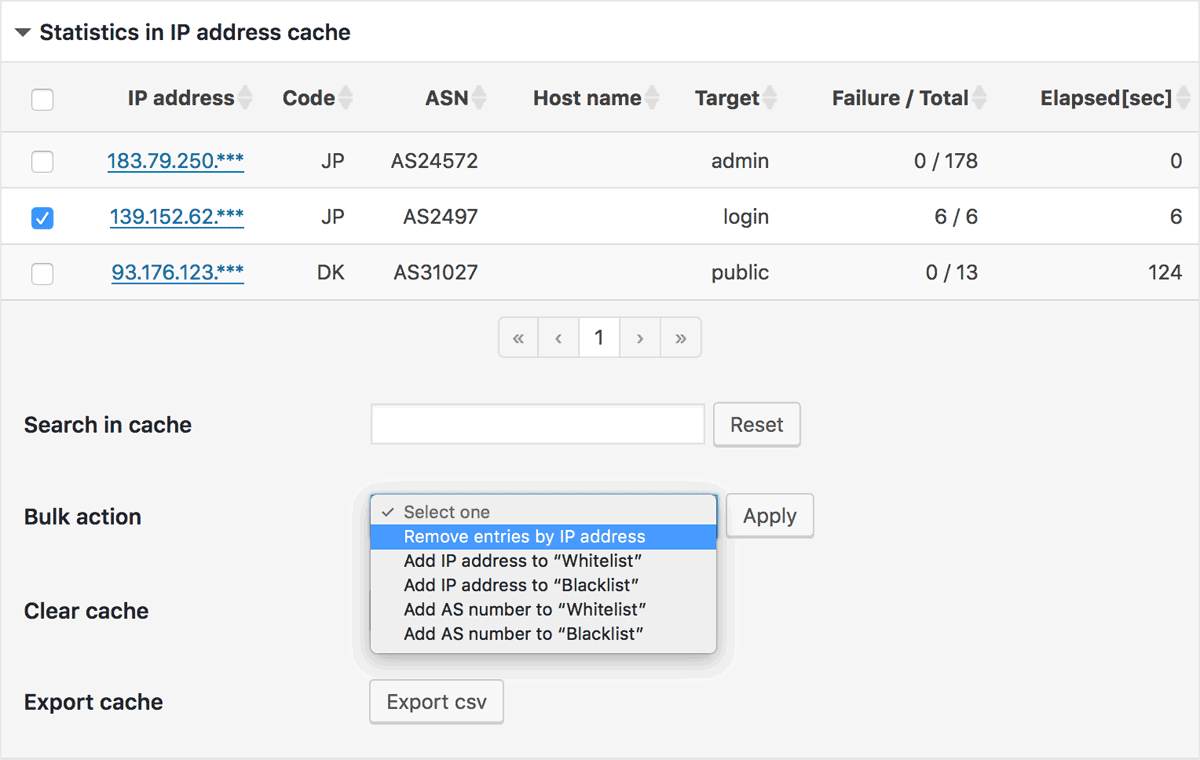 Statistics in IP address cache
IP address Code ASN Host name Target Failure / Total Elapsed[sec]
183.79.250.*** JP AS24572 admin 0 / 178 0
139.152.62.*** JP AS2497 login 6 / 6 6
93.176.123.*** DK AS31027 public 0 / 13 124
« ‹ 1 › »
Search in cache Reset
Bulk action Select one Apply
Remove entries by IP address
Add IP address to “Whitelist”
Add IP address to “Blacklist”
Clear cache Add AS number to “Whitelist”
Add AS number to “Blacklist”
Export cache Export csv